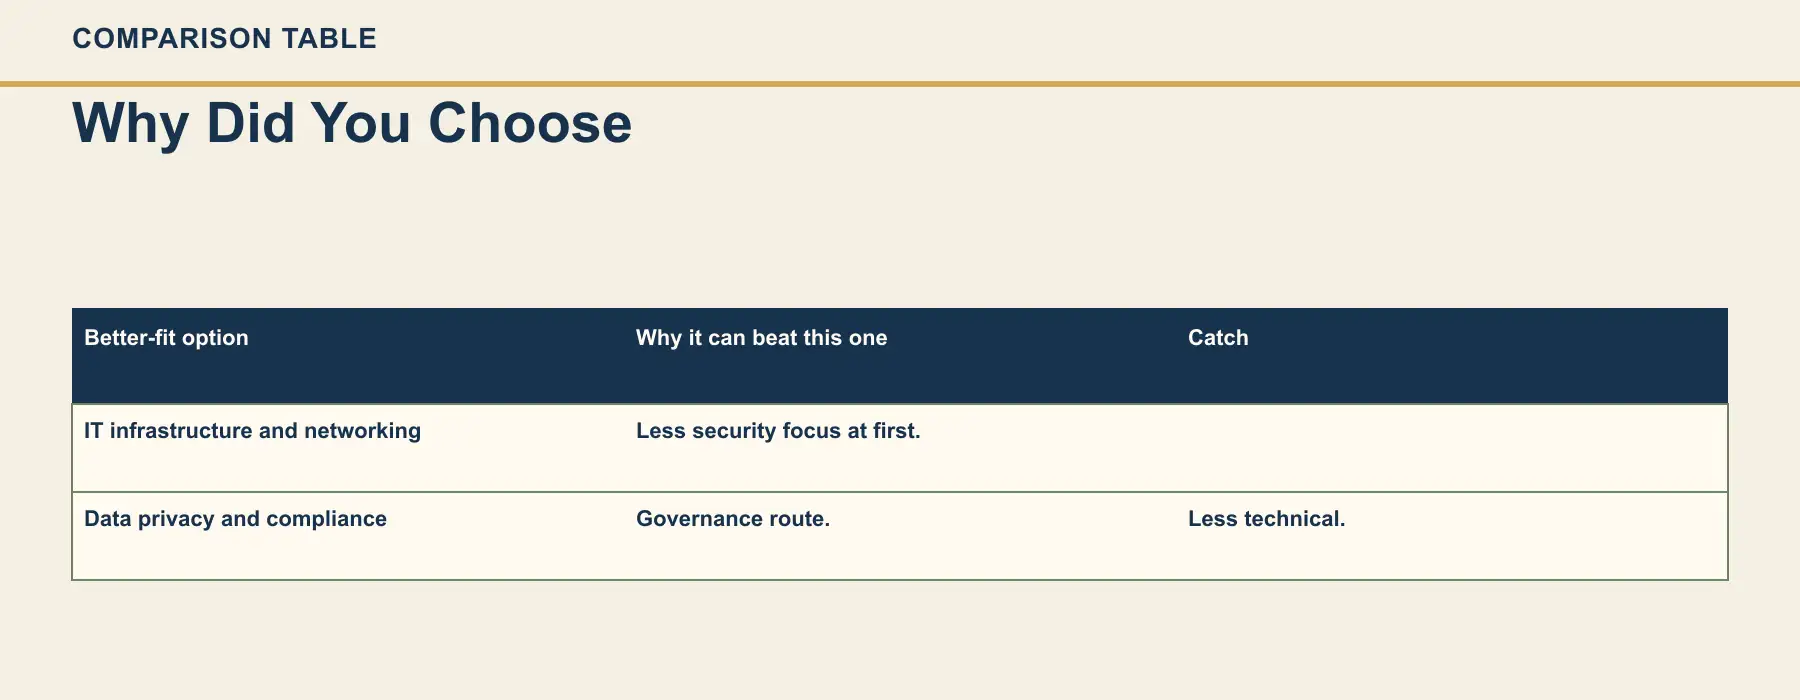 COMPARISON TABLE
Why Did You Choose
Better-fit option Why it can beat this one Catch
IT infrastructure and networking Less security focus at first.
Data privacy and compliance Governance route. Less technical.